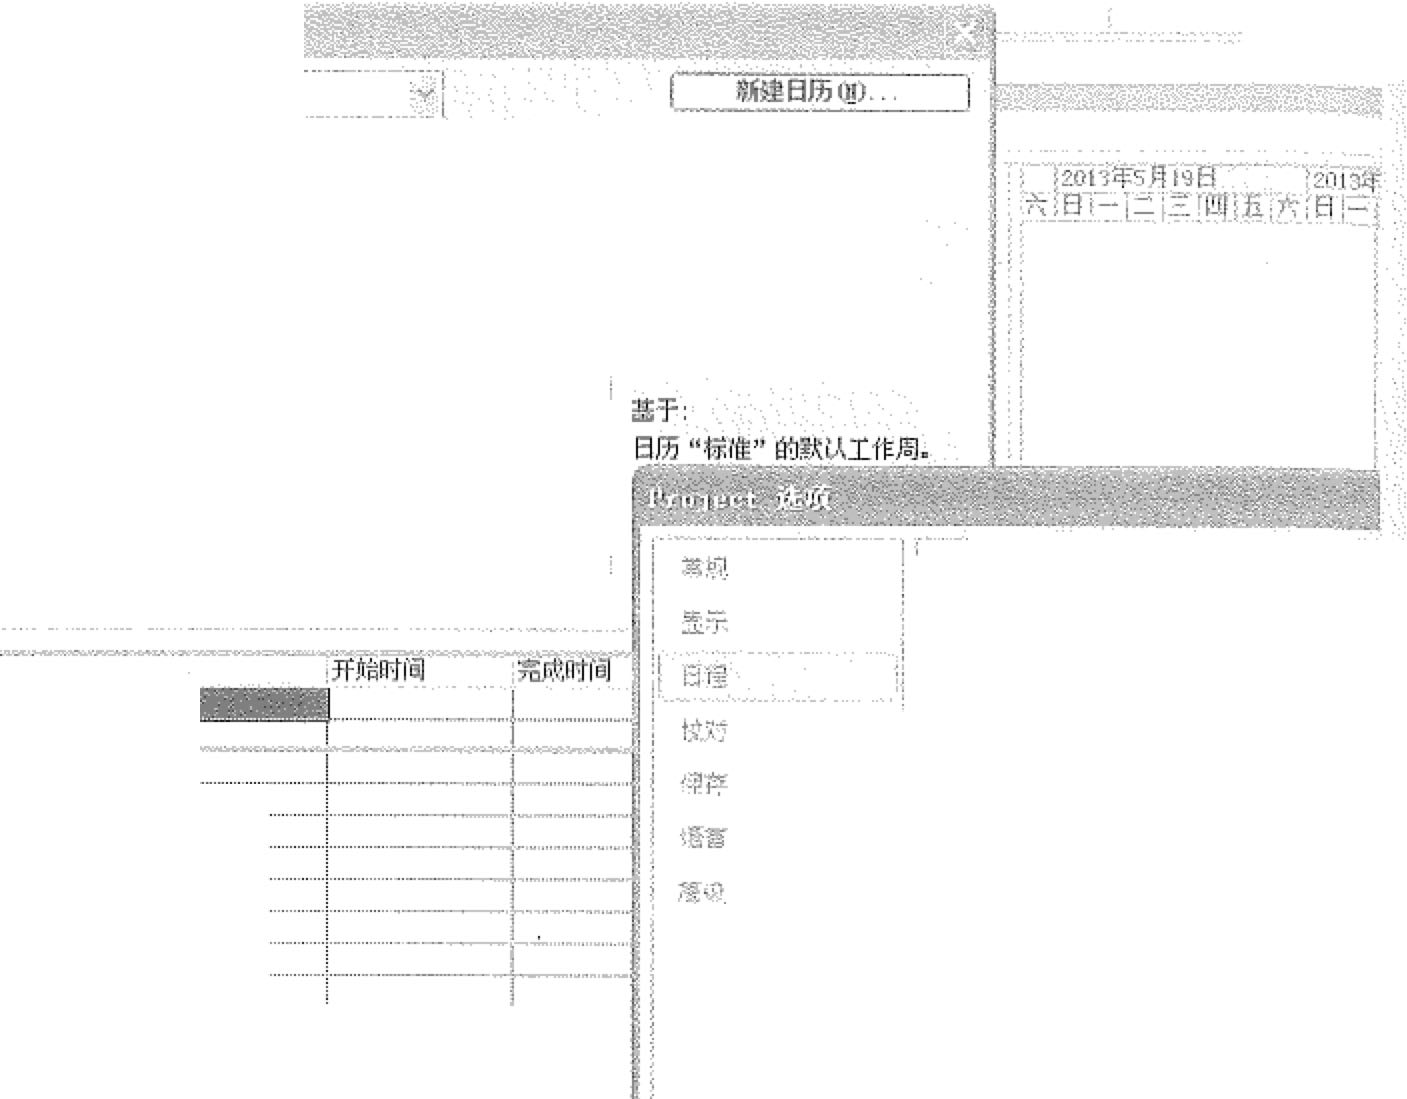 新建日历(N)...
2013年5月19日 2013年
六 日 一 二 三 四 五 六 日 一
基于:
日历“标准”的默认工作周。
Project 选项
常规
显示
日程
校对
保存
语言
高级
开始时间 完成时间